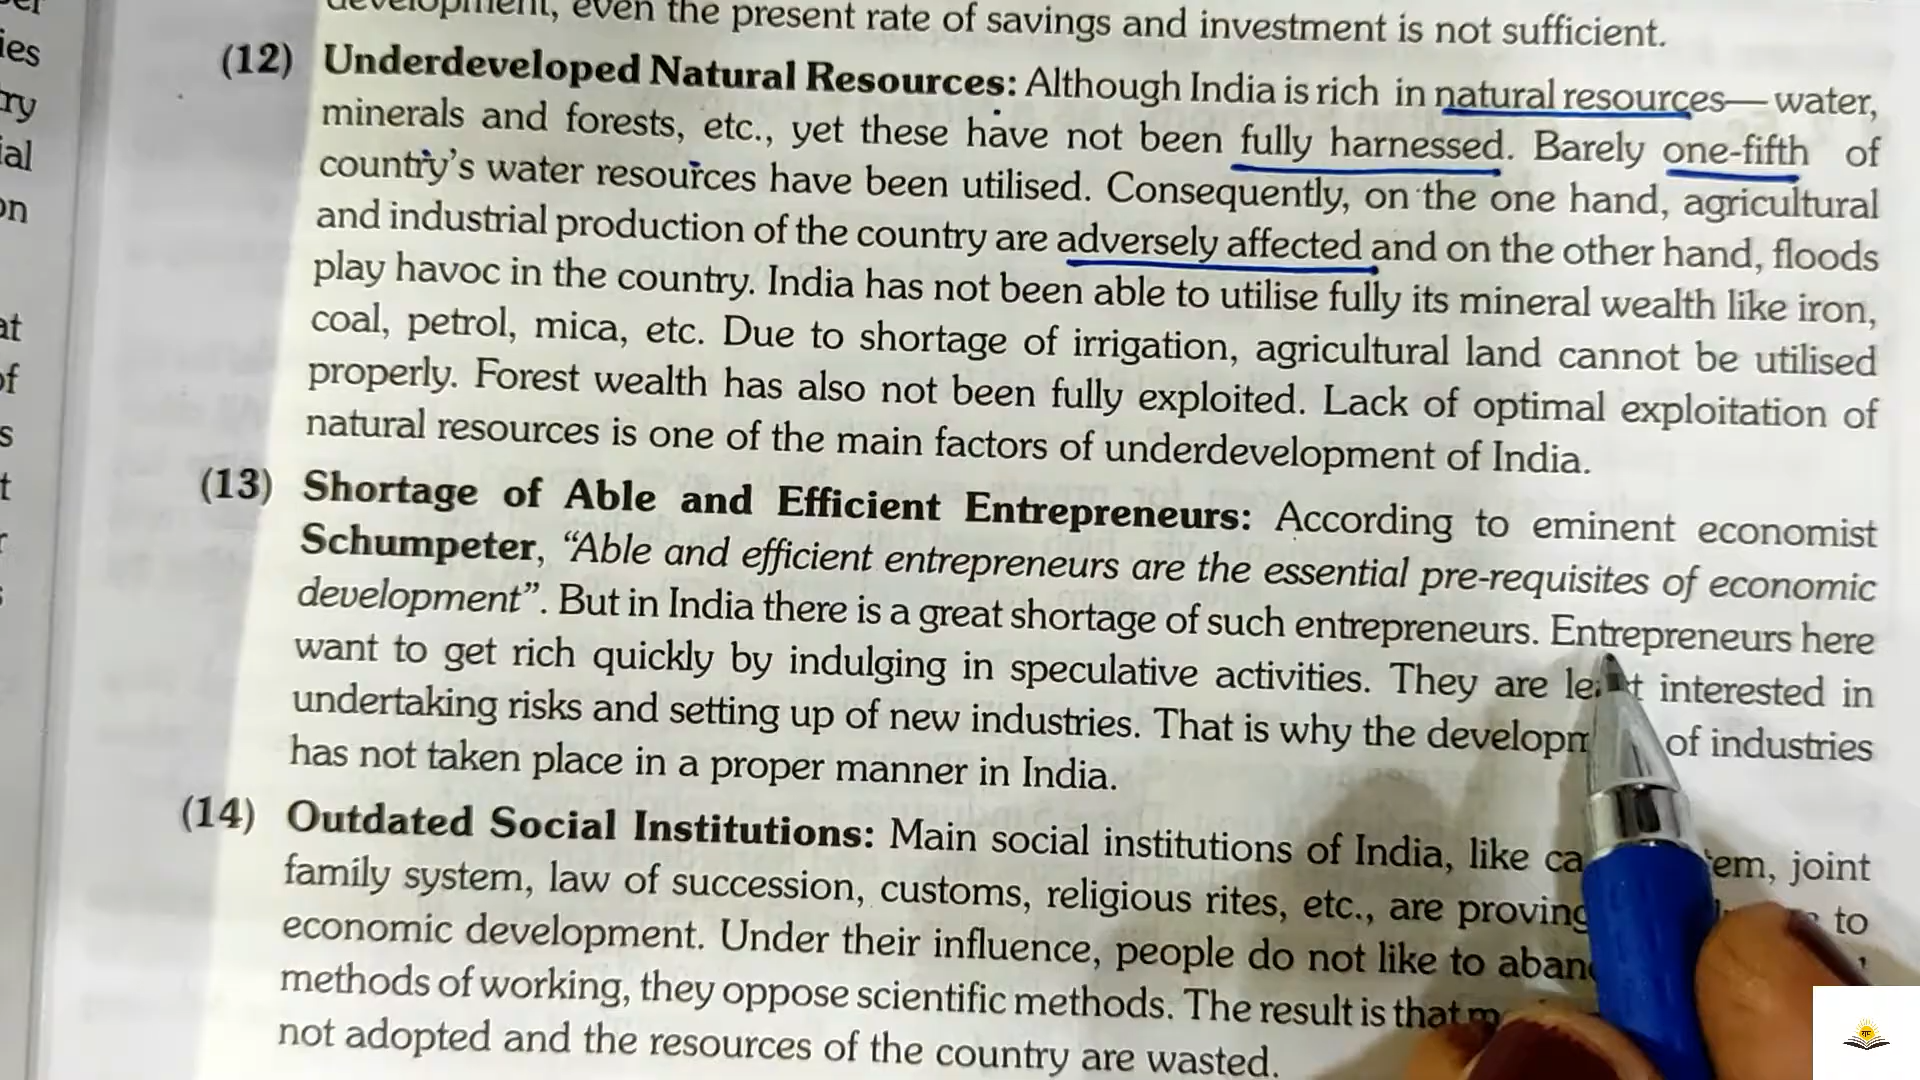 ies
ry
ial
on
at
of
s
t
r
s
development, even the present rate of savings and investment is not sufficient.
(12) Underdeveloped Natural Resources: Although India is rich in natural resources— water,
minerals and forests, etc., yet these have not been fully harnessed. Barely one-fifth of
country's water resources have been utilised. Consequently, on the one hand, agricultural
and industrial production of the country are adversely affected and on the other hand, floods
play havoc in the country. India has not been able to utilise fully its mineral wealth like iron,
coal, petrol, mica, etc. Due to shortage of irrigation, agricultural land cannot be utilised
properly. Forest wealth has also not been fully exploited. Lack of optimal exploitation of
natural resources is one of the main factors of underdevelopment of India.
(13) Shortage of Able and Efficient Entrepreneurs: According to eminent economist
Schumpeter, “Able and efficient entrepreneurs are the essential pre-requisites of economic
development”. But in India there is a great shortage of such entrepreneurs. Entrepreneurs here
want to get rich quickly by indulging in speculative activities. They are least interested in
undertaking risks and setting up of new industries. That is why the developm of industries
has not taken place in a proper manner in India.
(14) Outdated Social Institutions: Main social institutions of India, like ca tem, joint
family system, law of succession, customs, religious rites, etc., are proving to
economic development. Under their influence, people do not like to aban
methods of working, they oppose scientific methods. The result is that m
not adopted and the resources of the country are wasted.